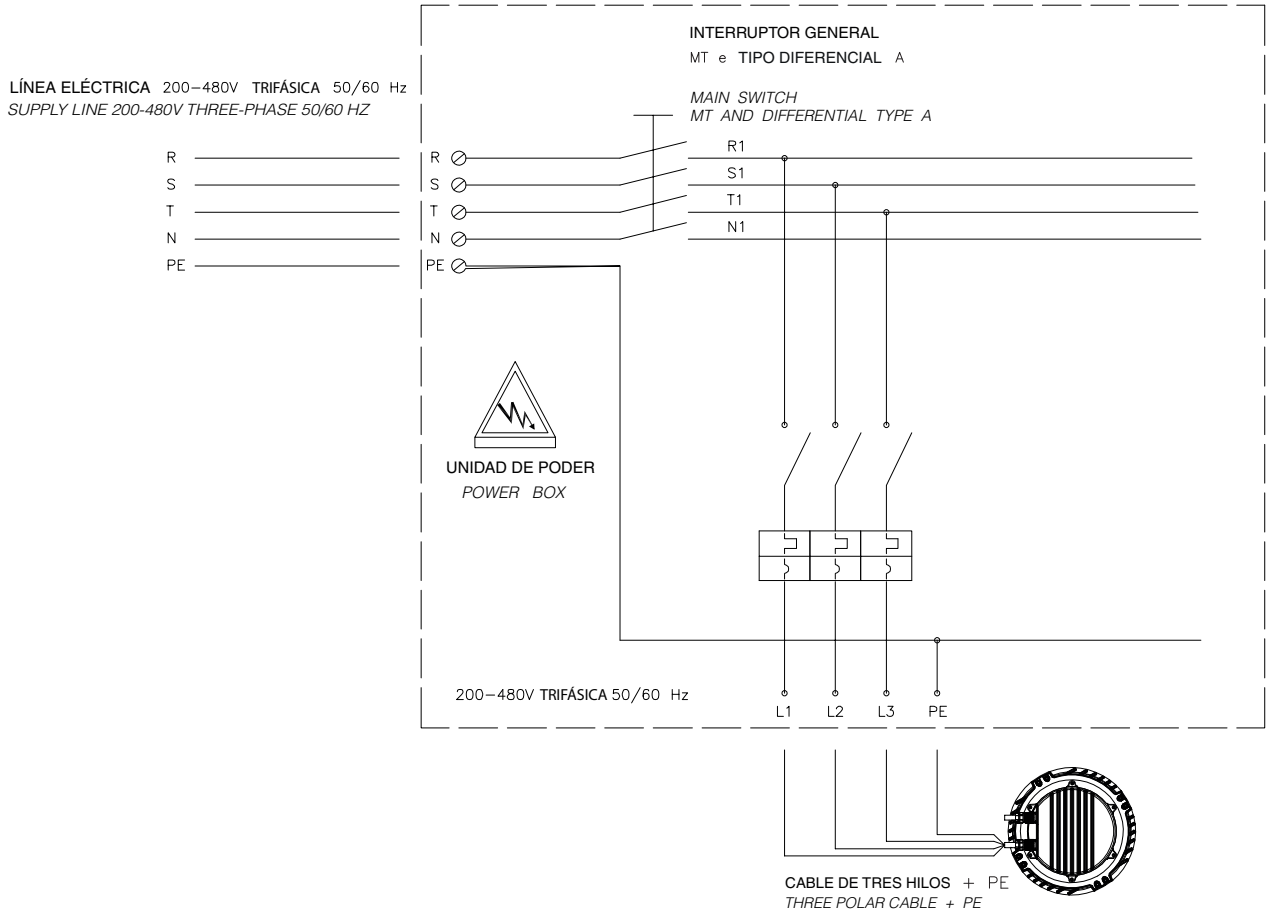 INTERRUPTOR GENERAL
MT e TIPO DIFERENCIAL A
MAIN SWITCH
MT AND DIFFERENTIAL TYPE A
LÍNEA ELÉCTRICA 200-480V TRIFÁSICA 50/60 Hz
SUPPLY LINE 200-480V THREE-PHASE 50/60 HZ
R R R1
S S S1
T T T1
N N N1
PE PE
UNIDAD DE PODER
POWER BOX
200-480V TRIFÁSICA 50/60 Hz
L1 L2 L3 PE
CABLE DE TRES HILOS + PE
THREE POLAR CABLE + PE